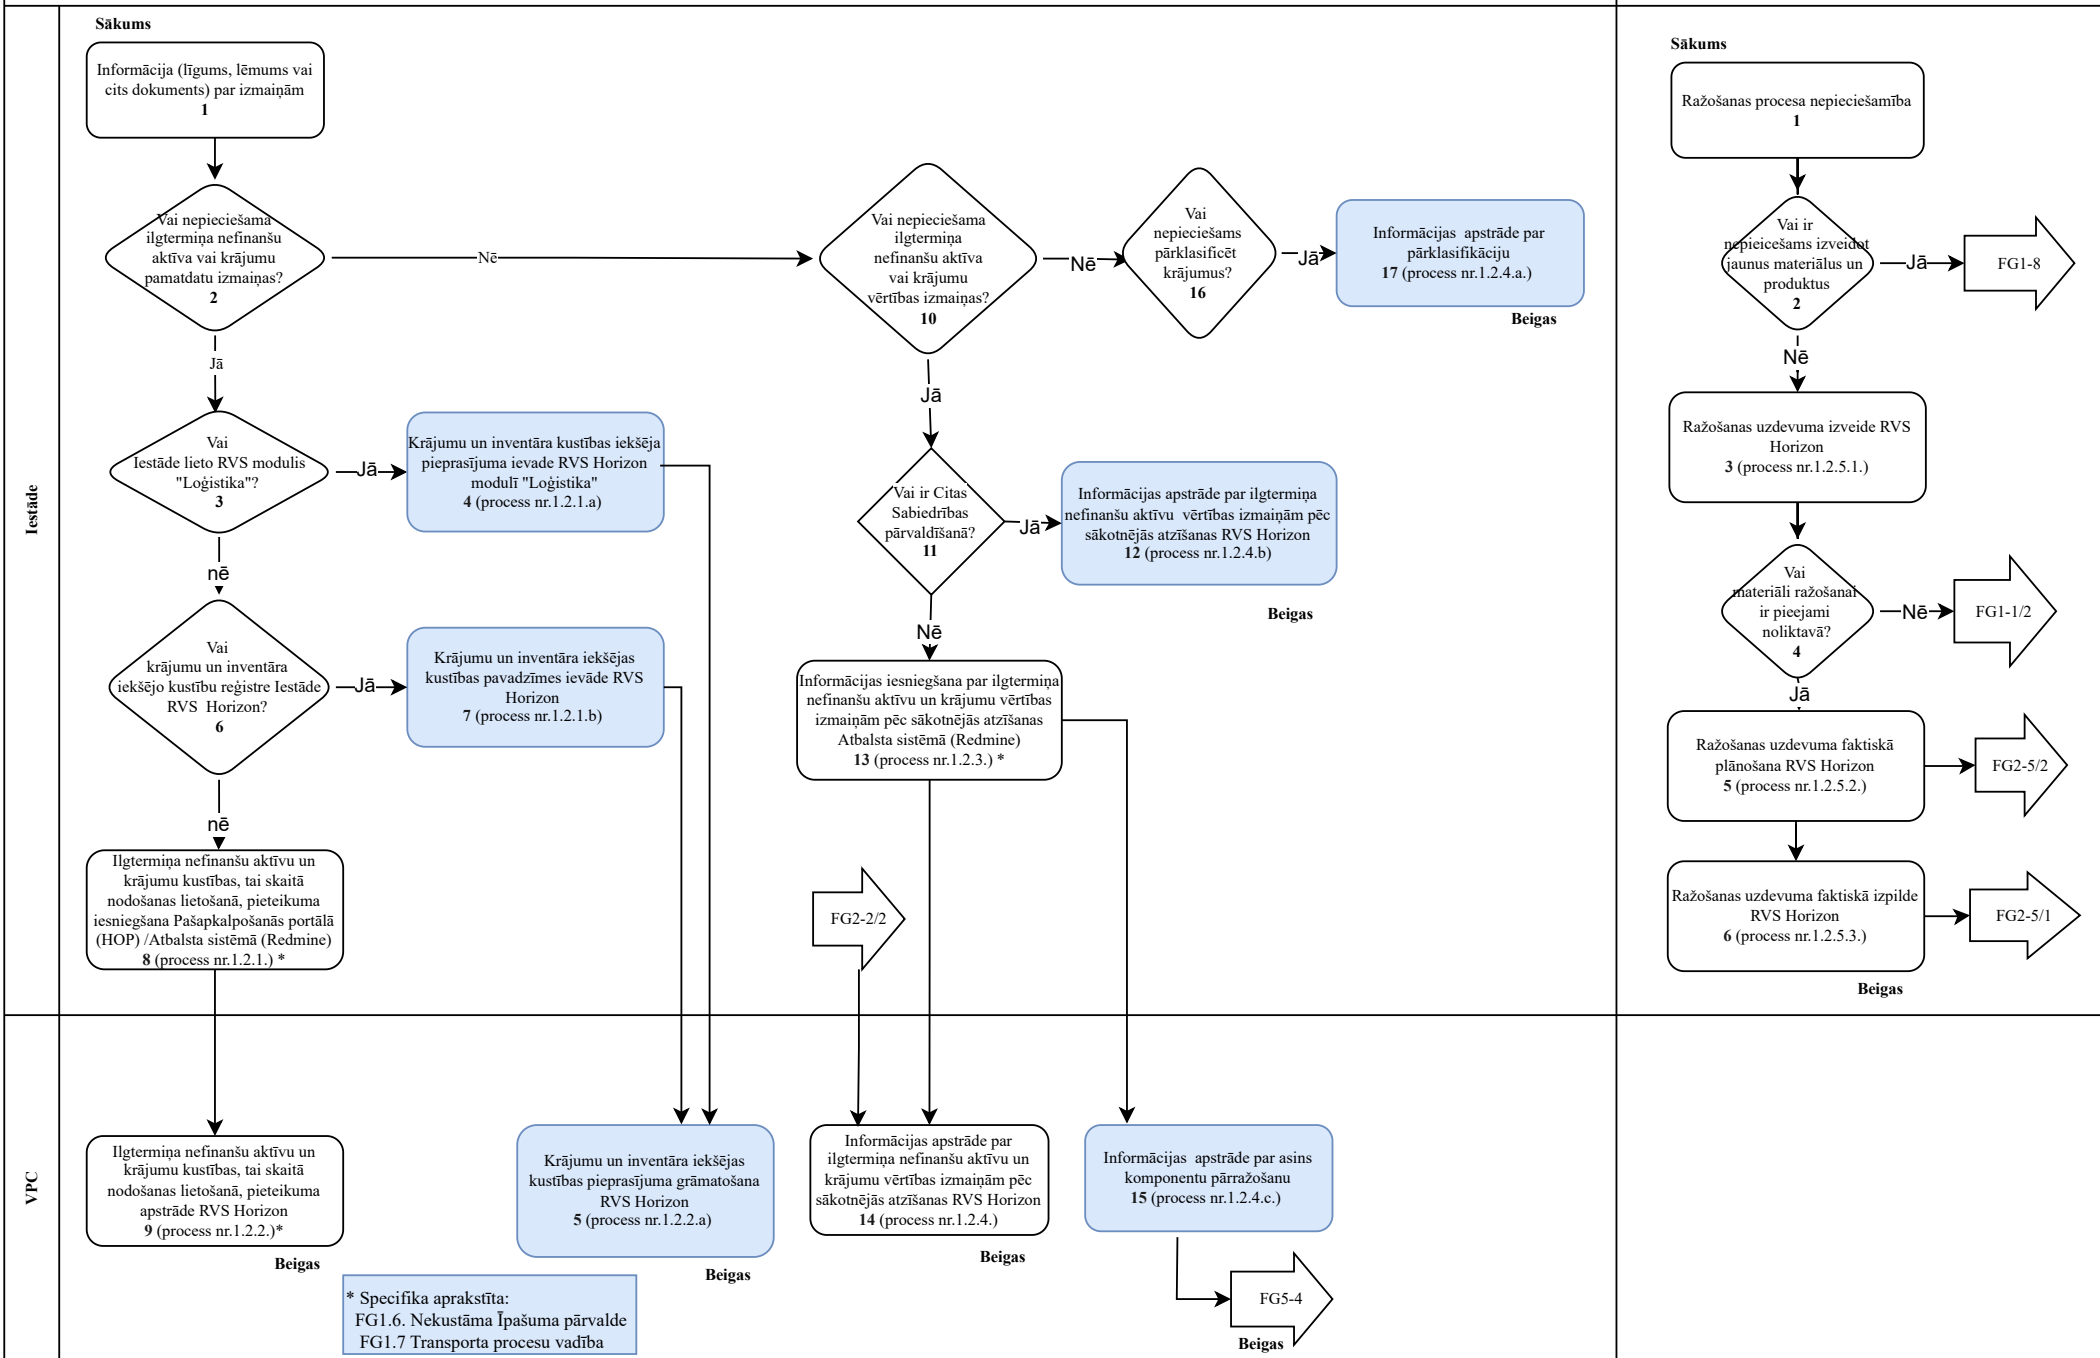 Sākums
Informācija (līgums, lēmums vai
cits dokuments) par izmaiņām
1
Vai nepieciešama
ilgtermiņa nefinanšu
aktīva vai krājumu
pamatdatu izmaiņas?
2
Nē
Jā
Vai nepieciešama
ilgtermiņa
nefinanšu aktīva
vai krājumu
vērtības izmaiņas?
10
Nē
Vai
nepieciešams
pārklasificēt
krājumus?
16
Jā
Informācijas apstrāde par
pārklasifikāciju
17 (process nr.1.2.4.a.)
Beigas
Iestāde
Vai
Iestāde lieto RVS modulis
"Loģistika"?
3
Jā
Krājumu un inventāra kustības iekšēja
pieprasījuma ievade RVS Horizon
modulī "Loģistika"
4 (process nr.1.2.1.a)
nē
Vai
krājumu un inventāra
iekšējo kustību reģistre Iestāde
RVS Horizon?
6
Jā
Krājumu un inventāra iekšējas
kustības pavadzīmes ievāde RVS
Horizon
7 (process nr.1.2.1.b)
nē
Ilgtermiņa nefinanšu aktīvu un
krājumu kustības, tai skaitā
nodošanas lietošanā, pieteikuma
iesniegšana Pašapkalpošanās portālā
(HOP) /Atbalsta sistēmā (Redmine)
8 (process nr.1.2.1.) *
Jā
Vai ir Citas
Sabiedrības
pārvaldīšanā?
11
Jā
Informācijas apstrāde par ilgtermiņa
nefinanšu aktīvu vērtības izmaiņām pēc
sākotnējās atzīšanas RVS Horizon
12 (process nr.1.2.4.b)
Beigas
Nē
Informācijas iesniegšana par ilgtermiņa
nefinanšu aktīvu un krājumu vērtības
izmaiņām pēc sākotnējās atzīšanas
Atbalsta sistēmā (Redmine)
13 (process nr.1.2.3.) *
FG2-2/2
VPC
Ilgtermiņa nefinanšu aktīvu un
krājumu kustības, tai skaitā
nodošanas lietošanā, pieteikuma
apstrāde RVS Horizon
9 (process nr.1.2.2.)*
Beigas
Krājumu un inventāra iekšējas
kustības pieprasījuma grāmatošana
RVS Horizon
5 (process nr.1.2.2.a)
Beigas
Informācijas apstrāde par
ilgtermiņa nefinanšu aktīvu un
krājumu vērtības izmaiņām pēc
sākotnējās atzīšanas RVS Horizon
14 (process nr.1.2.4.)
Beigas
Informācijas apstrāde par asins
komponentu pārražošanu
15 (process nr.1.2.4.c.)
FG5-4
Beigas
* Specifika aprakstīta:
FG1.6. Nekustāma Īpašuma pārvalde
FG1.7 Transporta procesu vadība
Sākums
Ražošanas procesa nepieciešamība
1
Vai ir
nepieicešams izveidot
jaunus materiālus un
produktus
2
Jā
FG1-8
Nē
Ražošanas uzdevuma izveide RVS
Horizon
3 (process nr.1.2.5.1.)
Vai
materiāli ražošanai
ir pieejami
noliktavā?
4
Nē
FG1-1/2
Jā
Ražošanas uzdevuma faktiskā
plānošana RVS Horizon
5 (process nr.1.2.5.2.)
FG2-5/2
Ražošanas uzdevuma faktiskā izpilde
RVS Horizon
6 (process nr.1.2.5.3.)
FG2-5/1
Beigas